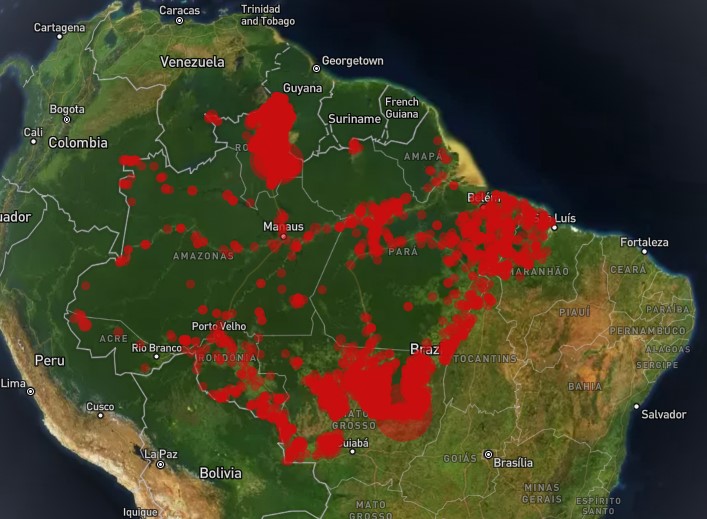 Caracas
Trinidad
and Tobago
Cartagena
Venezuela
Georgetown
Guyana
French
Guiana
Suriname
Bogota
Cali
Colombia
RO
AMAPÁ
Belém
São Luís
uador
Manaus
Fortaleza
AMAZONAS
PARÁ
MARANHÃO
CEARÁ
PIAUÍ
PARAÍBA
PERNAMBUCO
ALAGOAS
SERGIPE
Porto Velho
ACRE
Rio Branco
RONDÔNIA
Braz
TOCANTINS
Peru
Lima
Cusco
BAHIA
MATO
GROSSO
Salvador
uiabá
La Paz
GOIÁS
Brasília
Bolivia
MINAS
GERAIS
ESPÍRITO
SANTO
MATO
GROSSO
Iquique